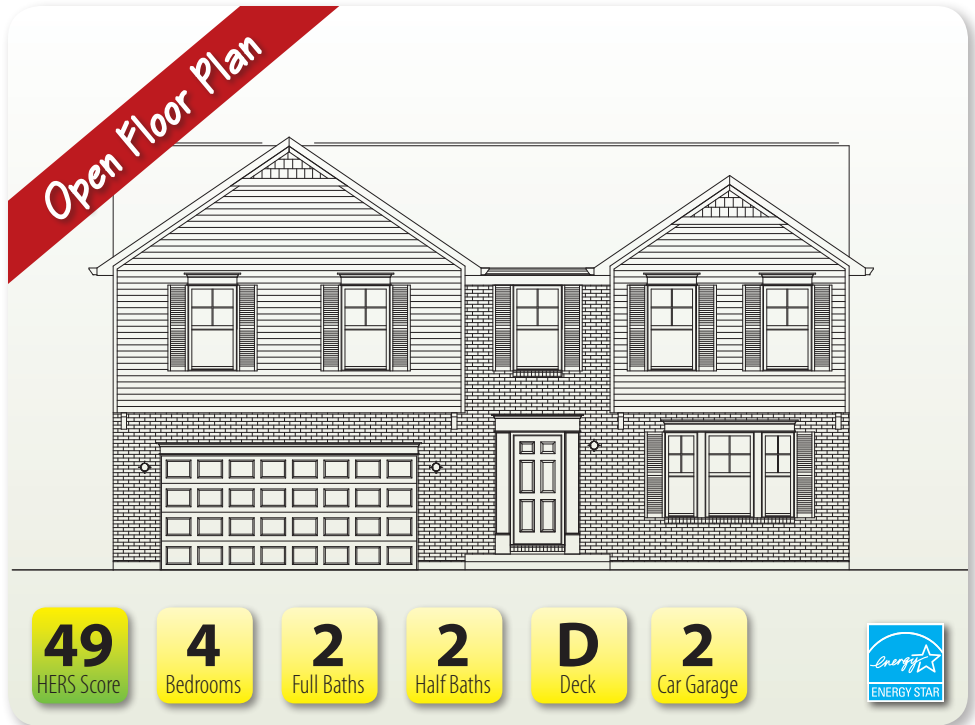 Open Floor Plan
49
HERS Score
4
Bedrooms
2
Full Baths
2
Half Baths
D
Deck
2
Car Garage
energy
ENERGY STAR